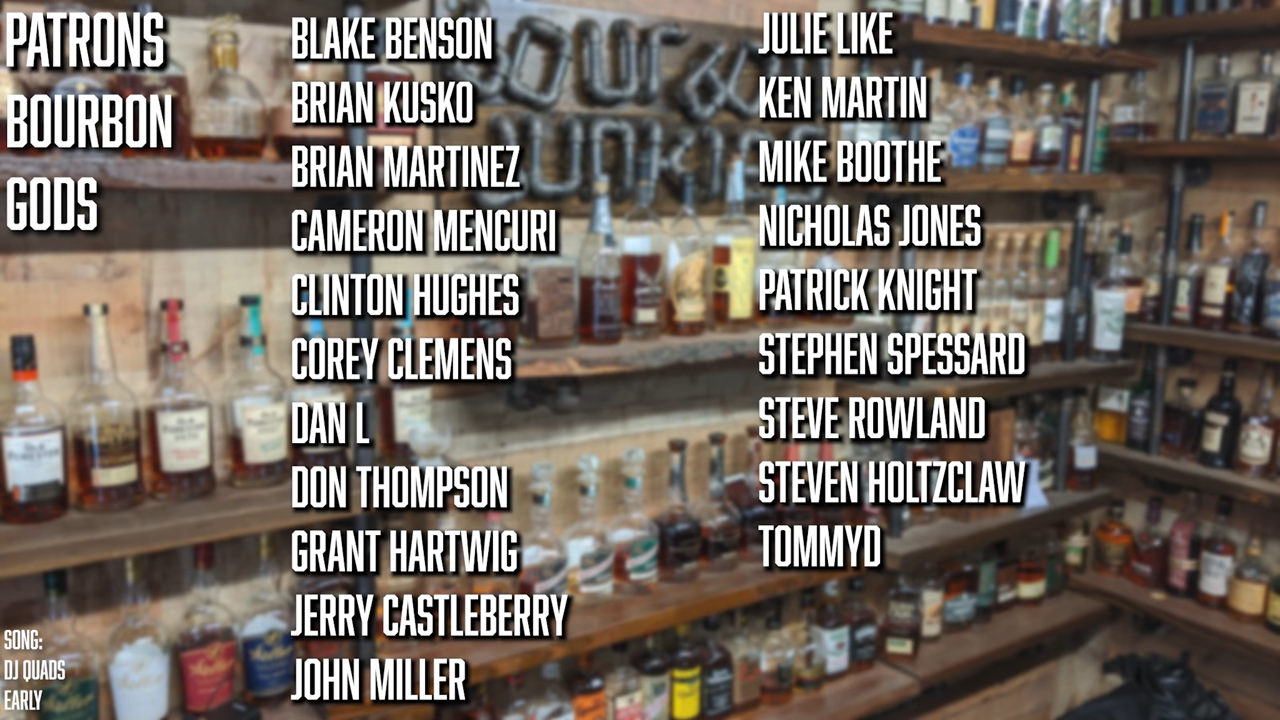 PATRONS
BOURBON
GODS
BLAKE BENSON
BRIAN KUSKO
BRIAN MARTINEZ
CAMERON MENCURI
CLINTON HUGHES
COREY CLEMENS
DAN L
DON THOMPSON
GRANT HARTWIG
JERRY CASTLEBERRY
JOHN MILLER
JULIE LIKE
KEN MARTIN
MIKE BOOTHE
NICHOLAS JONES
PATRICK KNIGHT
STEPHEN SPESSARD
STEVE ROWLAND
STEVEN HOLTZCLAW
TOMMYD
SONG:
DJ QUADS
EARLY